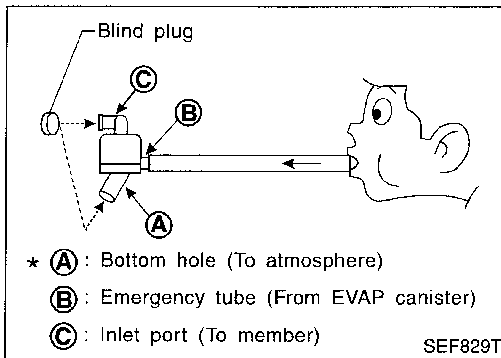 Blind plug
C
B
A
* A : Bottom hole (To atmosphere)
B : Emergency tube (From EVAP canister)
C : Inlet port (To member)
SEF829T